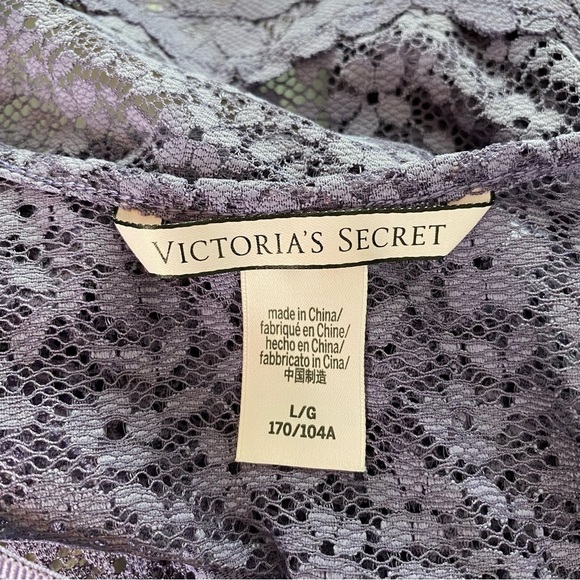 VICTORIA'S SECRET
made in China/
fabriqué en Chine/
hecho en China/
fabbricato in Cina/
中国制造
L/G
170/104A